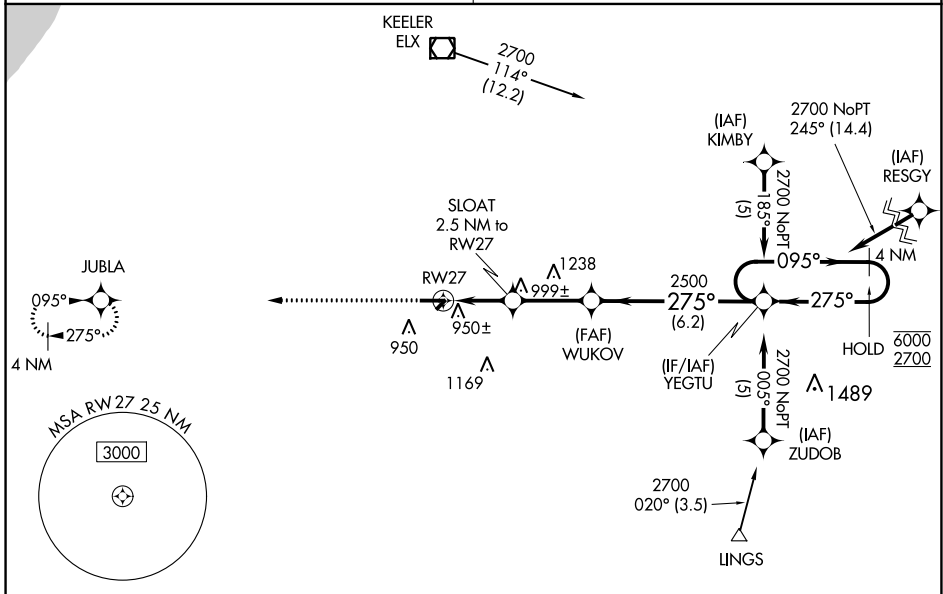 KEELER
ELX
2700
114°
(12.2)
(IAF)
KIMBY
2700 NoPT
245° (14.4)
(IAF)
RESGY
2700 NoPT
185°
(5)
4 NM
SLOAT
2.5 NM to
RW27
1238
999±
RW27
950±
950
1169
JUBLA
095°
275°
4 NM
(FAF)
WUKOV
2500
275°
(6.2)
095°
275°
HOLD
6000
2700
(IF/IAF)
YEGTU
2700 NoPT
005°
(5)
1489
(IAF)
ZUDOB
2700
020° (3.5)
LINGS
MSA RW 27 25 NM
3000